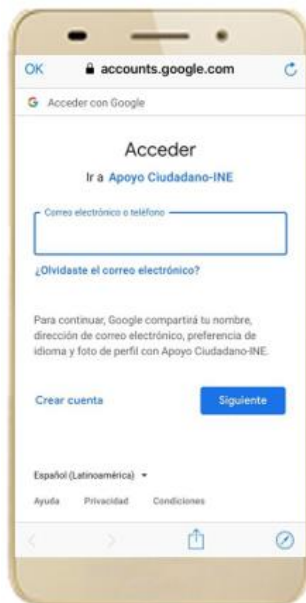 OK accounts.google.com
Acceder con Google
Acceder
Ir a Apoyo Ciudadano-INE
Correo electrónico o teléfono
¿Olvidaste el correo electrónico?
Para continuar, Google compartirá tu nombre,
dirección de correo electrónico, preferencia de
idioma y foto de perfil con Apoyo Ciudadano-INE.
Crear cuenta Siguiente
Español (Latinoamérica)
Ayuda Privacidad Condiciones